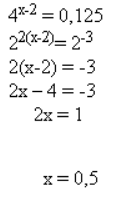 4^{x-2} = 0,125
2^{2(x-2)} = 2^{-3}
2(x-2) = -3
2x – 4 = -3
2x = 1
x = 0,5